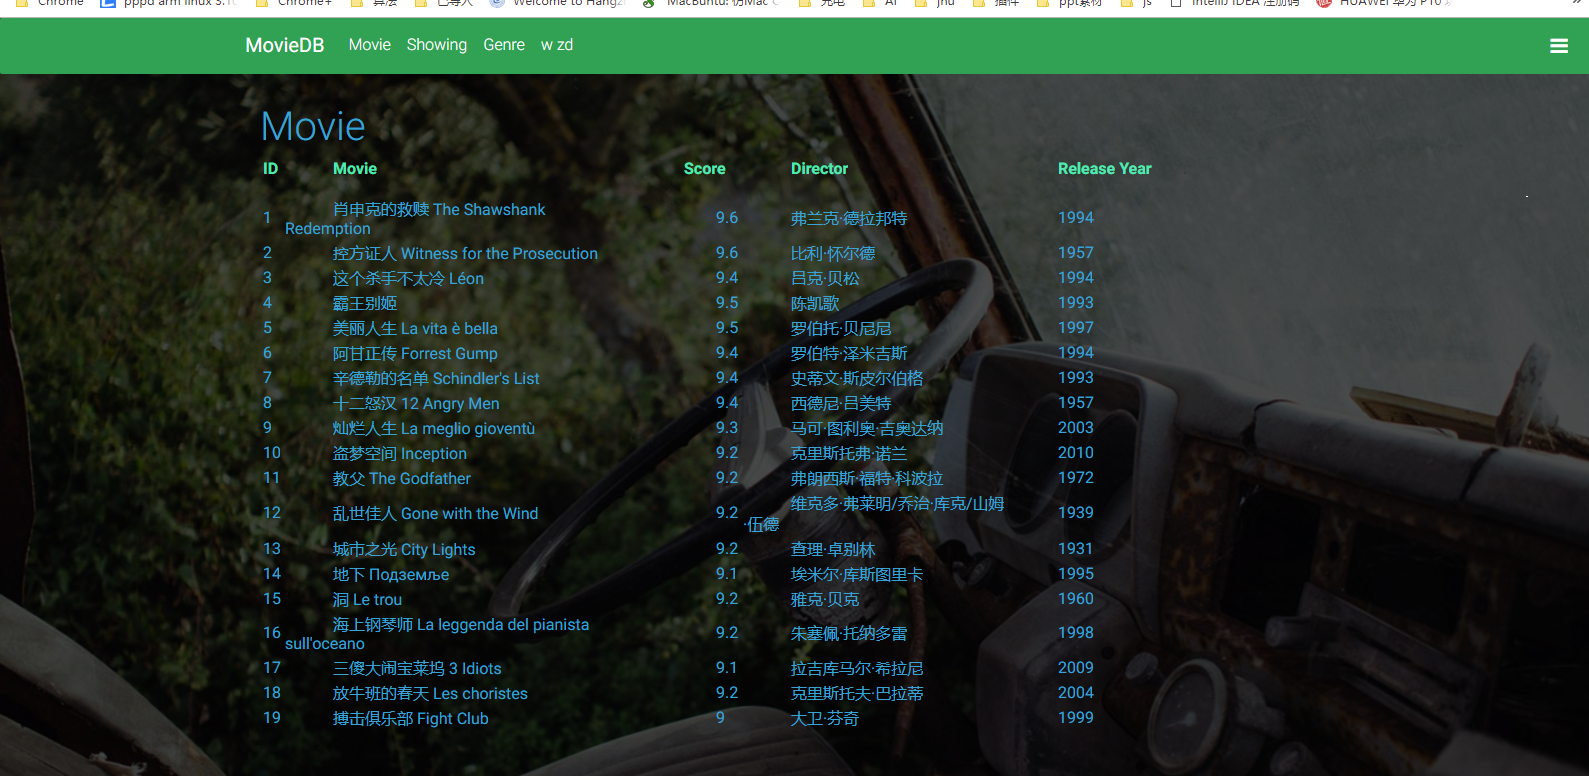 Chrome pppd arm linux 3.10 Chrome+ 算法 已导入 Welcome to Hangz MacBuntu: 仿Mac 充电 AI jhu 插件 ppt素材 js IntelliJ IDEA 注册码 HUAWEI 华为 P10
MovieDB Movie Showing Genre w zd
Movie
ID Movie Score Director Release Year
1 肖申克的救赎 The Shawshank Redemption 9.6 弗兰克·德拉邦特 1994
2 控方证人 Witness for the Prosecution 9.6 比利·怀尔德 1957
3 这个杀手不太冷 Léon 9.4 吕克·贝松 1994
4 霸王别姬 9.5 陈凯歌 1993
5 美丽人生 La vita è bella 9.5 罗伯托·贝尼尼 1997
6 阿甘正传 Forrest Gump 9.4 罗伯特·泽米吉斯 1994
7 辛德勒的名单 Schindler's List 9.4 史蒂文·斯皮尔伯格 1993
8 十二怒汉 12 Angry Men 9.4 西德尼·吕美特 1957
9 灿烂人生 La meglio gioventù 9.3 马可·图利奥·吉奥达纳 2003
10 盗梦空间 Inception 9.2 克里斯托弗·诺兰 2010
11 教父 The Godfather 9.2 弗朗西斯·福特·科波拉 1972
12 乱世佳人 Gone with the Wind 9.2 维克多·弗莱明/乔治·库克/山姆·伍德 1939
13 城市之光 City Lights 9.2 查理·卓别林 1931
14 地下 Подземље 9.1 埃米尔·库斯图里卡 1995
15 洞 Le trou 9.2 雅克·贝克 1960
16 海上钢琴师 La leggenda del pianista sull'oceano 9.2 朱塞佩·托纳多雷 1998
17 三傻大闹宝莱坞 3 Idiots 9.1 拉吉库马尔·希拉尼 2009
18 放牛班的春天 Les choristes 9.2 克里斯托夫·巴拉蒂 2004
19 搏击俱乐部 Fight Club 9 大卫·芬奇 1999